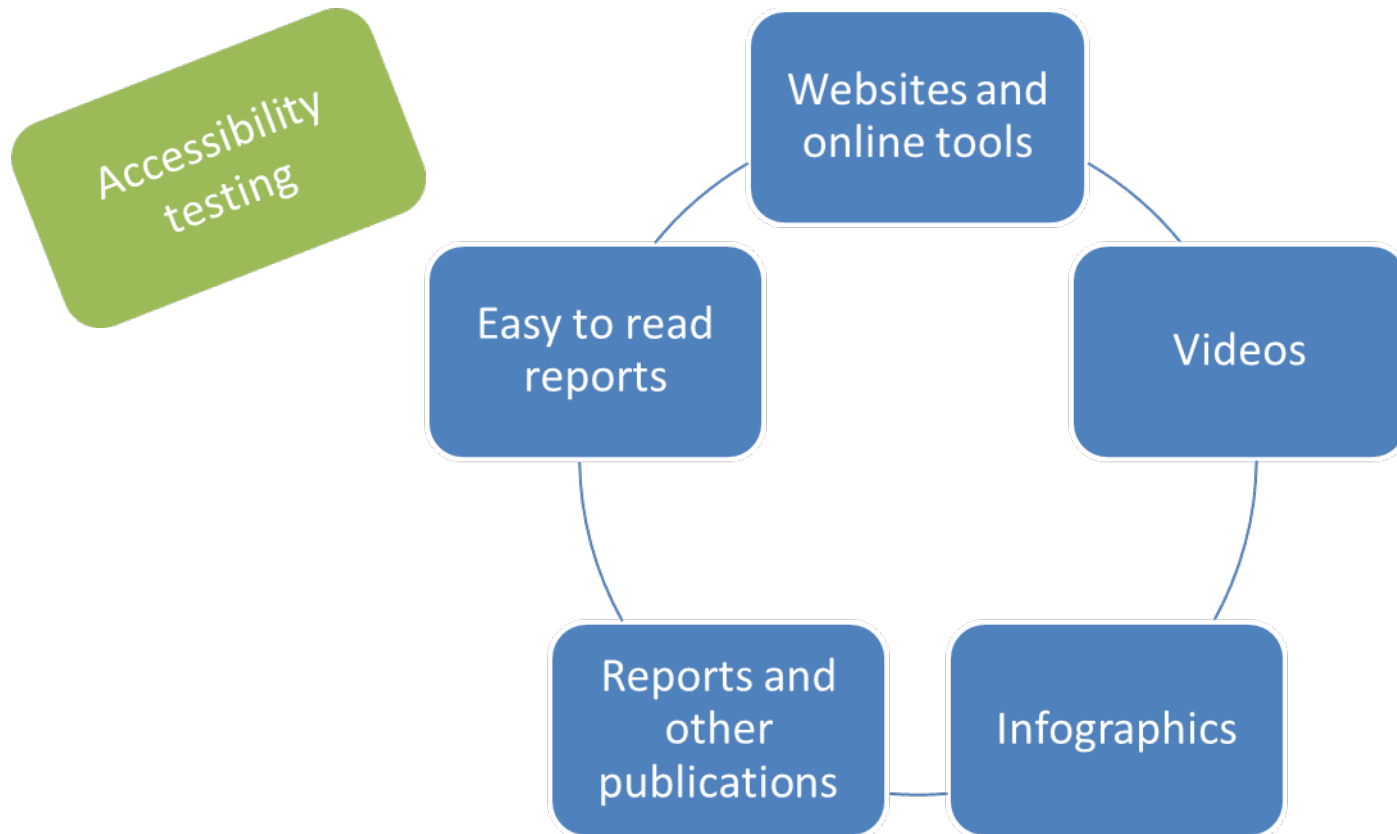 Accessibility
testing
Websites and
online tools
Videos
Infographics
Reports and
other
publications
Easy to read
reports